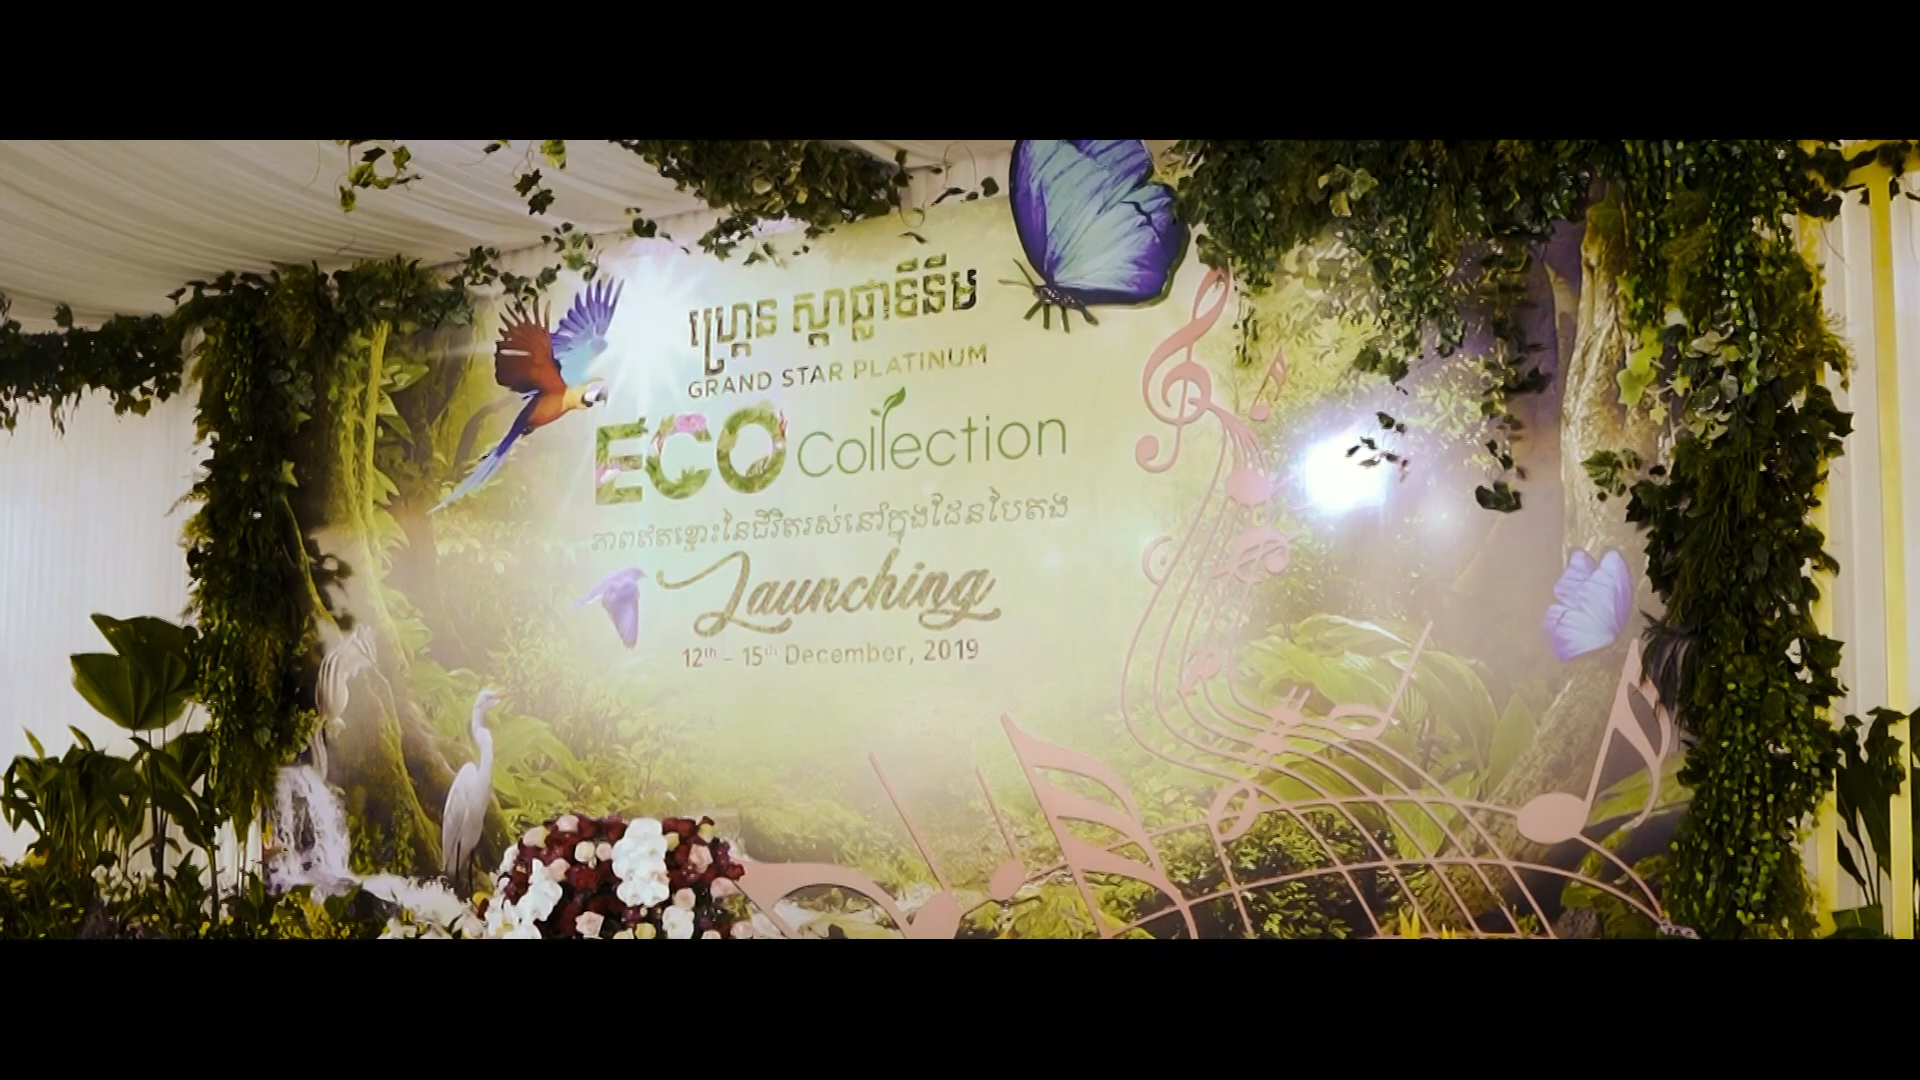 ហ្គ្រេន ស្តាផ្លាទីនីម
GRAND STAR PLATINUM
ECO Collection
ភាពឥតខ្ចោះនៃជីវិតរស់នៅក្នុងដែនបៃតង
Launching
12th - 15th December, 2019